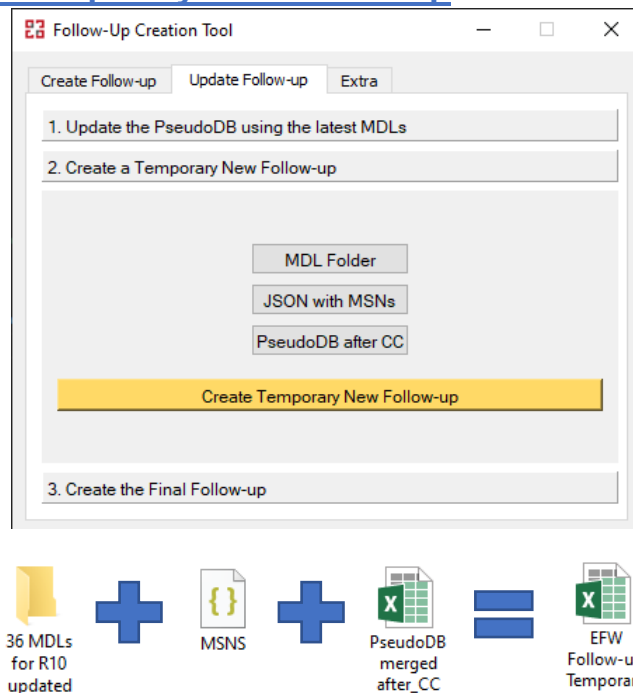 Follow-Up Creation Tool
Create Follow-up Update Follow-up Extra
1. Update the PseudoDB using the latest MDLs
2. Create a Temporary New Follow-up
MDL Folder
JSON with MSNs
PseudoDB after CC
Create Temporary New Follow-up
3. Create the Final Follow-up
36 MDLs
for R10
updated
MSNS
PseudoDB
merged
after_CC
EFW
Follow-u
Temporar